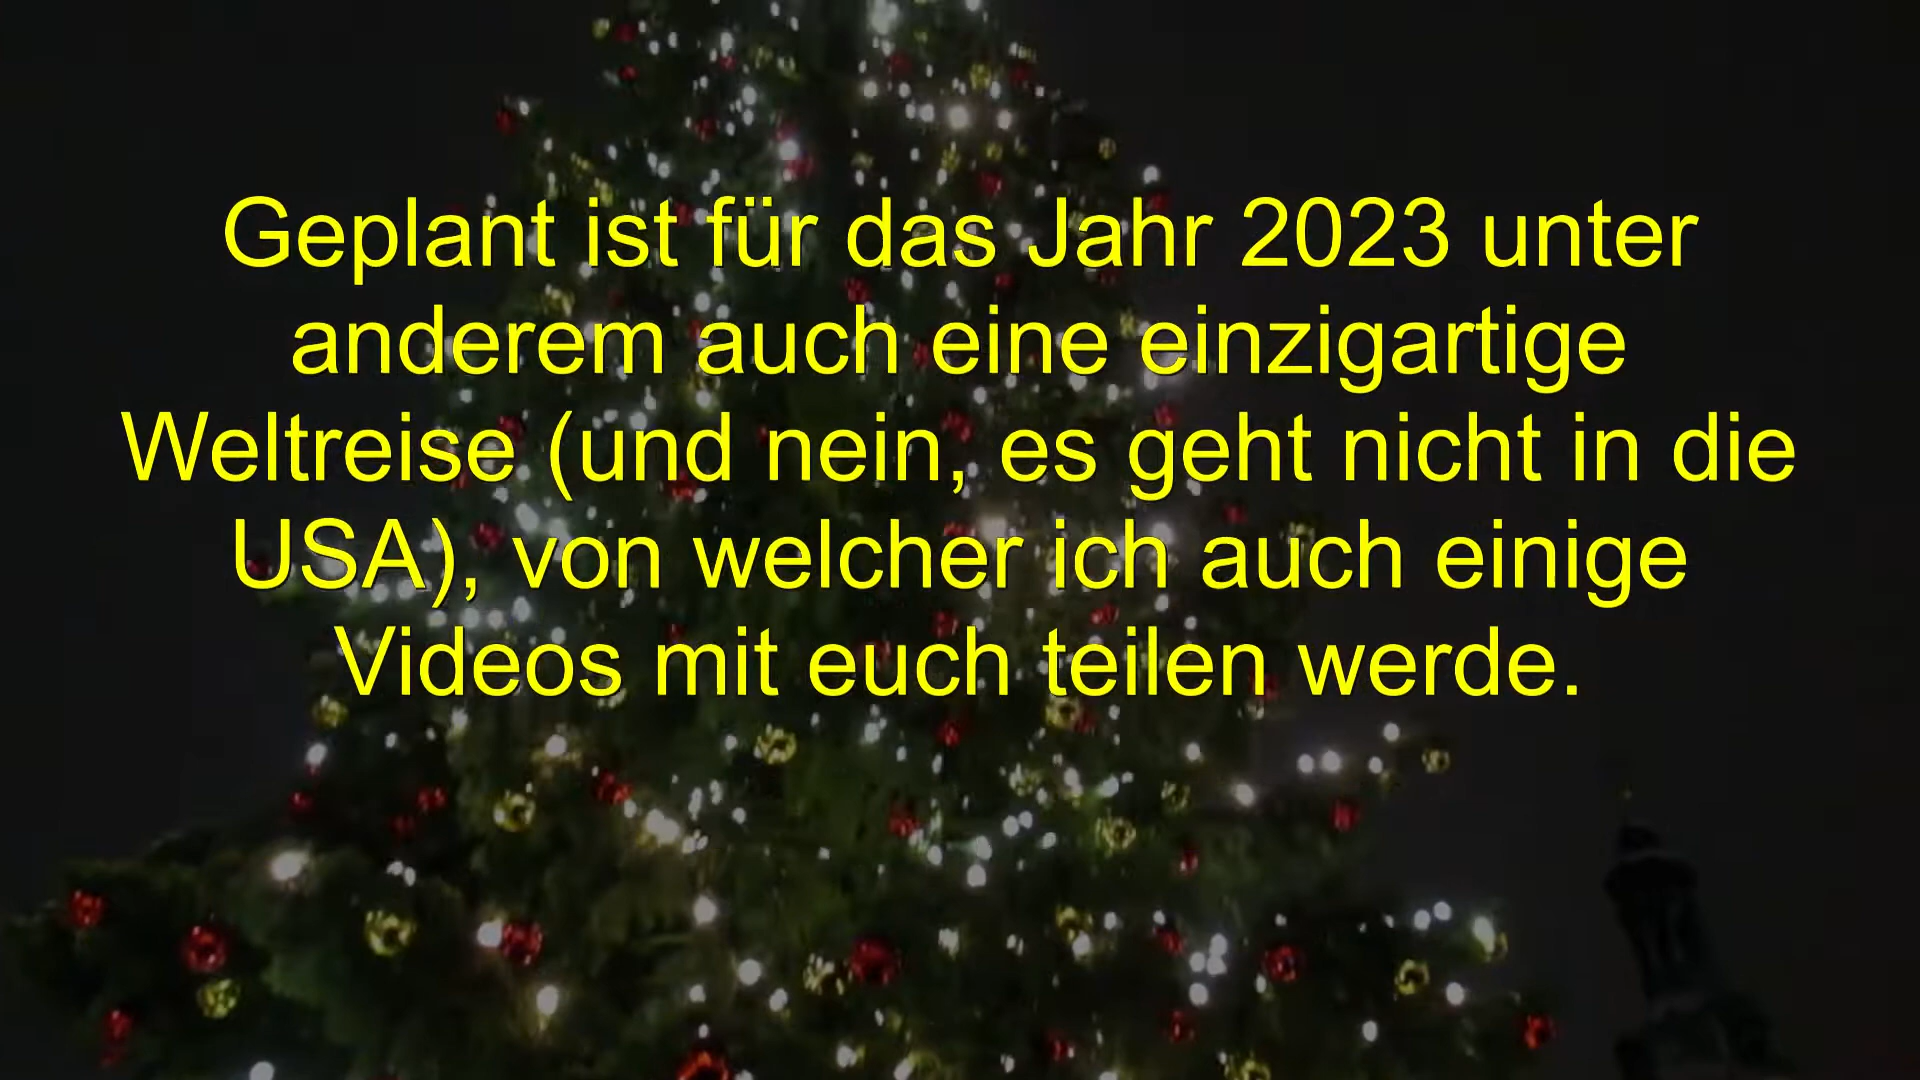 Geplant ist für das Jahr 2023 unter
anderem auch eine einzigartige
Weltreise (und nein, es geht nicht in die
USA), von welcher ich auch einige
Videos mit euch teilen werde.